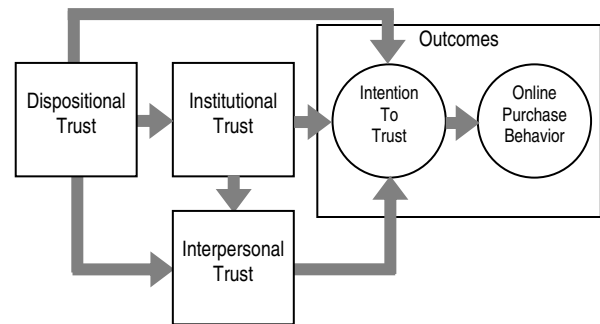 Outcomes
Dispositional
Trust
Institutional
Trust
Intention
To
Trust
Online
Purchase
Behavior
Interpersonal
Trust